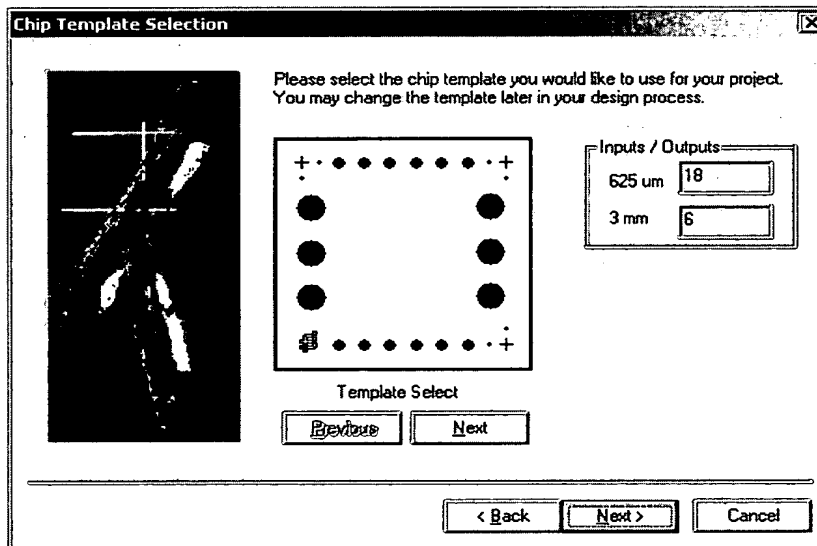 Chip Template Selection
Please select the chip template you would like to use for your project.
You may change the template later in your design process.
Inputs / Outputs
625 um 18
3 mm 6
Template Select
Previous Next
< Back Next > Cancel